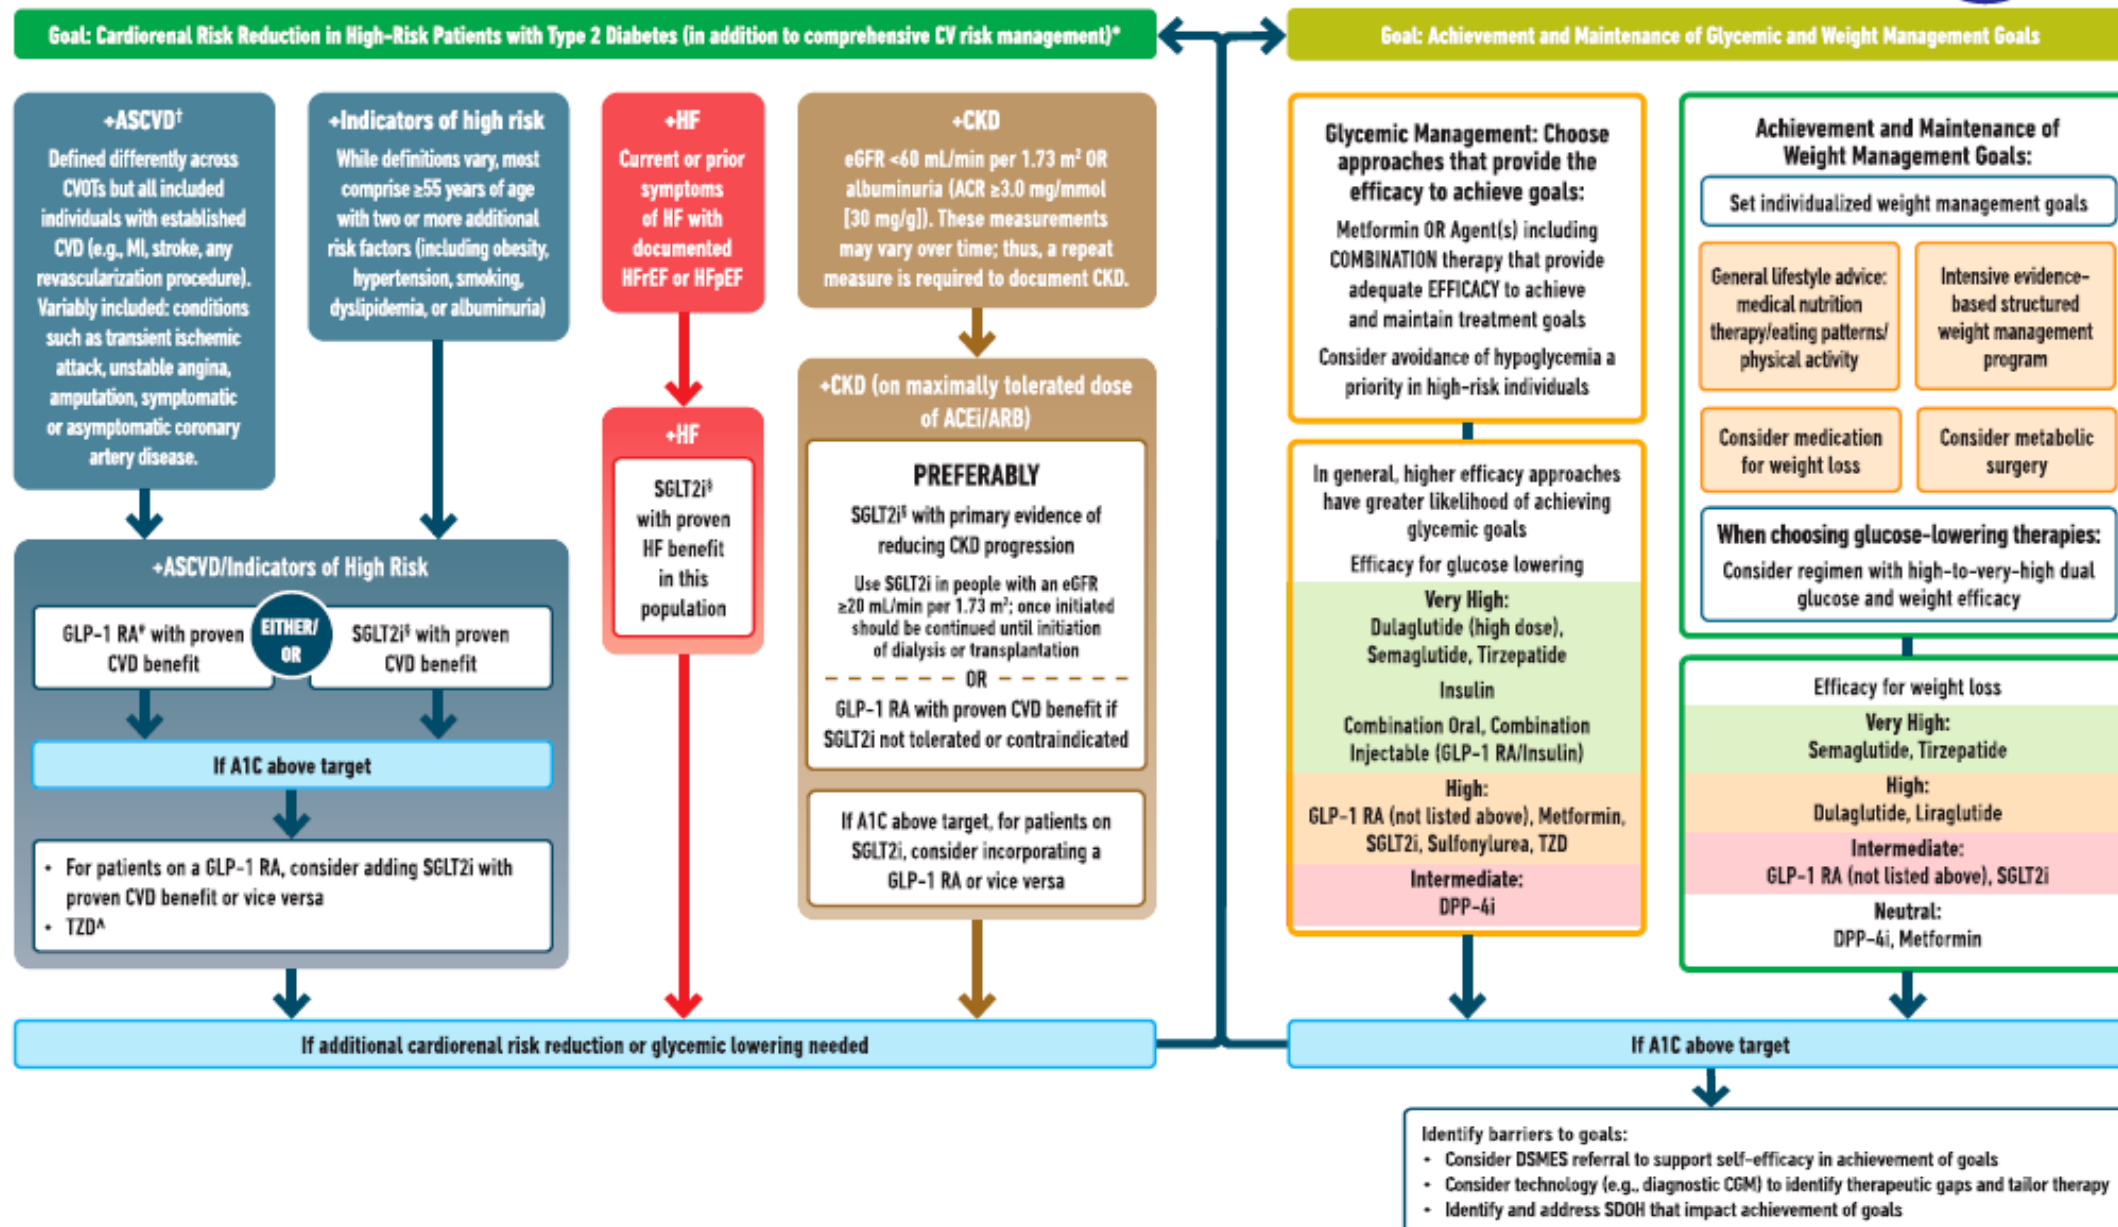 Goal: Cardiorenal Risk Reduction in High-Risk Patients with Type 2 Diabetes (in addition to comprehensive CV risk management)*
Goal: Achievement and Maintenance of Glycemic and Weight Management Goals
+ASCVD†
Defined differently across
CVOTs but all included
individuals with established
CVD (e.g., MI, stroke, any
revascularization procedure).
Variably included: conditions
such as transient ischemic
attack, unstable angina,
amputation, symptomatic
or asymptomatic coronary
artery disease.
+Indicators of high risk
While definitions vary, most
comprise ≥55 years of age
with two or more additional
risk factors (including obesity,
hypertension, smoking,
dyslipidemia, or albuminuria)
+ASCVD/Indicators of High Risk
GLP-1 RA# with proven
CVD benefit
EITHER/
OR
SGLT2i§ with proven
CVD benefit
If A1C above target
• For patients on a GLP-1 RA, consider adding SGLT2i with
proven CVD benefit or vice versa
• TZD^
+HF
Current or prior
symptoms
of HF with
documented
HFrEF or HFpEF
+HF
SGLT2i§
with proven
HF benefit
in this
population
+CKD
eGFR <60 mL/min per 1.73 m² OR
albuminuria (ACR ≥3.0 mg/mmol
[30 mg/g]). These measurements
may vary over time; thus, a repeat
measure is required to document CKD.
+CKD (on maximally tolerated dose
of ACEi/ARB)
PREFERABLY
SGLT2i§ with primary evidence of
reducing CKD progression
Use SGLT2i in people with an eGFR
≥20 mL/min per 1.73 m²; once initiated
should be continued until initiation
of dialysis or transplantation
OR
GLP-1 RA with proven CVD benefit if
SGLT2i not tolerated or contraindicated
If A1C above target, for patients on
SGLT2i, consider incorporating a
GLP-1 RA or vice versa
If additional cardiorenal risk reduction or glycemic lowering needed
Glycemic Management: Choose
approaches that provide the
efficacy to achieve goals:
Metformin OR Agent(s) including
COMBINATION therapy that provide
adequate EFFICACY to achieve
and maintain treatment goals
Consider avoidance of hypoglycemia a
priority in high-risk individuals
In general, higher efficacy approaches
have greater likelihood of achieving
glycemic goals
Efficacy for glucose lowering
Very High:
Dulaglutide (high dose),
Semaglutide, Tirzepatide
Insulin
Combination Oral, Combination
Injectable (GLP-1 RA/Insulin)
High:
GLP-1 RA (not listed above), Metformin,
SGLT2i, Sulfonylurea, TZD
Intermediate:
DPP-4i
Achievement and Maintenance of
Weight Management Goals:
Set individualized weight management goals
General lifestyle advice:
medical nutrition
therapy/eating patterns/
physical activity
Intensive evidence-
based structured
weight management
program
Consider medication
for weight loss
Consider metabolic
surgery
When choosing glucose-lowering therapies:
Consider regimen with high-to-very-high dual
glucose and weight efficacy
Efficacy for weight loss
Very High:
Semaglutide, Tirzepatide
High:
Dulaglutide, Liraglutide
Intermediate:
GLP-1 RA (not listed above), SGLT2i
Neutral:
DPP-4i, Metformin
If A1C above target
Identify barriers to goals:
• Consider DSMES referral to support self-efficacy in achievement of goals
• Consider technology (e.g., diagnostic CGM) to identify therapeutic gaps and tailor therapy
• Identify and address SDOH that impact achievement of goals